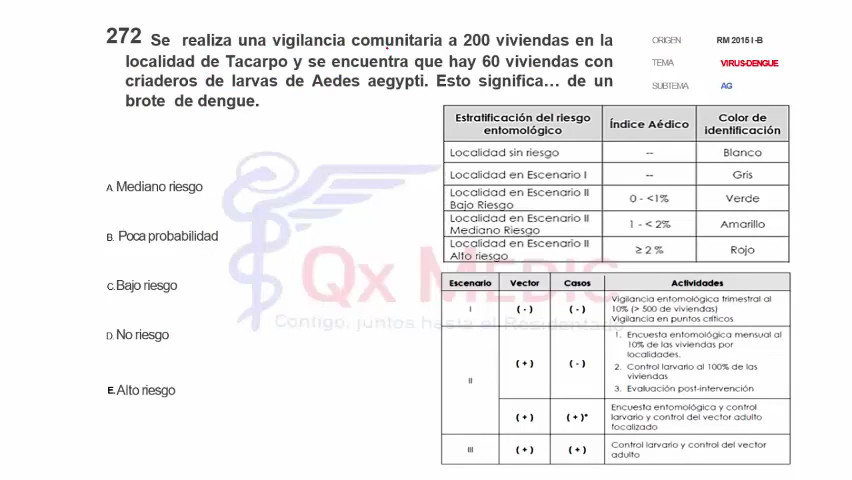 272 Se realiza una vigilancia comunitaria a 200 viviendas en la
localidad de Tacarpo y se encuentra que hay 60 viviendas con
criaderos de larvas de Aedes aegypti. Esto significa... de un
brote de dengue.
ORIGEN RM 2015 I -B
TEMA VIRUS-DENGUE
SUBTEMA AG
A. Mediano riesgo
B. Poca probabilidad
C. Bajo riesgo
D. No riesgo
E. Alto riesgo
Estratificación del riesgo entomológico Índice Aédico Color de identificación
Localidad sin riesgo -- Blanco
Localidad en Escenario I -- Gris
Localidad en Escenario II Bajo Riesgo 0 - <1% Verde
Localidad en Escenario II Mediano Riesgo 1 - < 2% Amarillo
Localidad en Escenario II Alto riesgo ≥ 2 % Rojo
Escenario Vector Casos Actividades
I ( - ) ( - ) Vigilancia entomológica trimestral al
10% (> 500 de viviendas)
Vigilancia en puntos críticos
II ( + ) ( - ) 1. Encuesta entomológica mensual al
10% de las viviendas por
localidades.
2. Control larvario al 100% de las
viviendas
3. Evaluación post-intervención
( + ) ( + )* Encuesta entomológica y control
larvario y control del vector adulto
focalizado
III ( + ) ( + ) Control larvario y control del vector
adulto
Qx MEDIC
Contigo, juntos hasta el Residentado